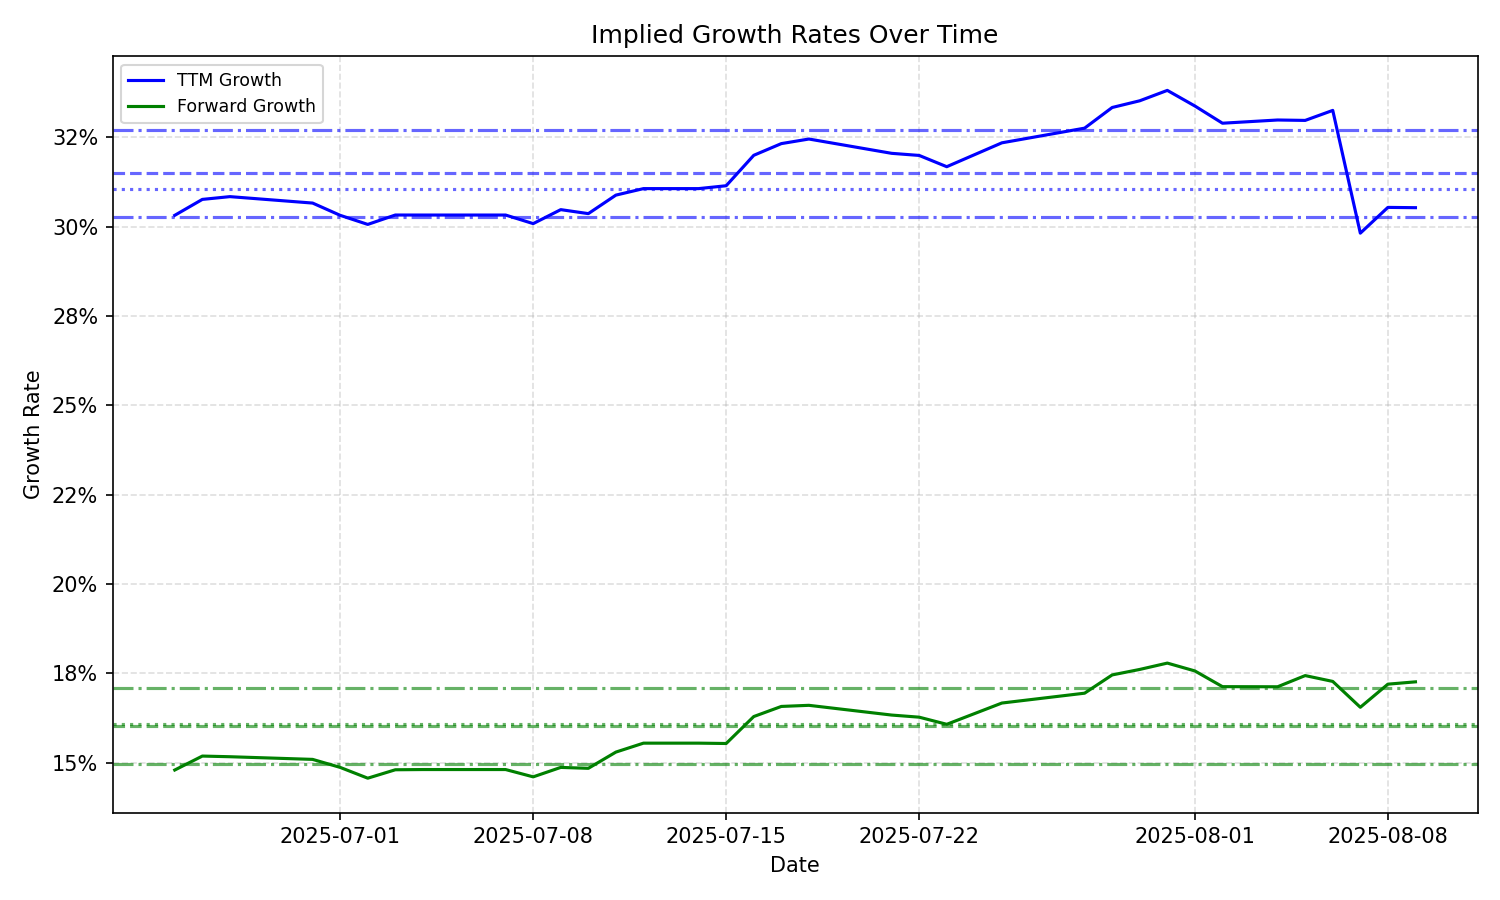 Implied Growth Rates Over Time
TTM Growth
Forward Growth
32%
30%
28%
25%
22%
20%
18%
15%
Growth Rate
2025-07-01
2025-07-08
2025-07-15
2025-07-22
2025-08-01
2025-08-08
Date